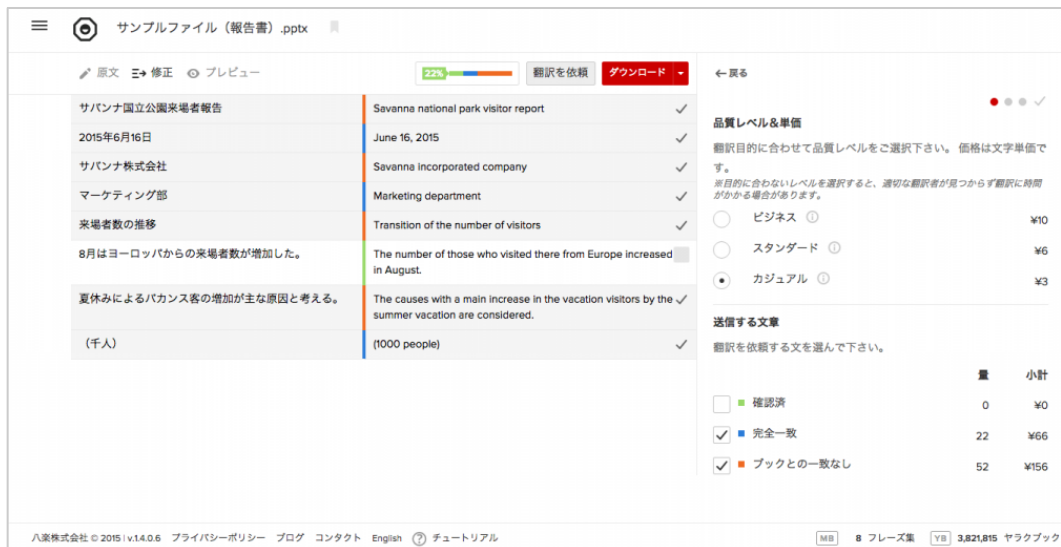 サンプルファイル（報告書）.pptx
原文 修正 プレビュー
22%
翻訳を依頼
ダウンロード
サバンナ国立公園来場者報告 Savanna national park visitor report
2015年6月16日 June 16, 2015
サバンナ株式会社 Savanna incorporated company
マーケティング部 Marketing department
来場者数の推移 Transition of the number of visitors
8月はヨーロッパからの来場者数が増加した。 The number of those who visited there from Europe increased
in August.
夏休みによるバカンス客の増加が主な原因と考える。 The causes with a main increase in the vacation visitors by the
summer vacation are considered.
（千人） (1000 people)
←戻る
品質レベル＆単価
翻訳目的に合わせて品質レベルをご選択下さい。 価格は文字単価で
す。
※目的に合わないレベルを選択すると、適切な翻訳者が見つからず翻訳に時間
がかかる場合があります。
ビジネス ¥10
スタンダード ¥6
カジュアル ¥3
送信する文章
翻訳を依頼する文を選んで下さい。
量 小計
確認済 0 ¥0
完全一致 22 ¥66
ブックとの一致なし 52 ¥156
八楽株式会社 © 2015 | v.1.4.0.6 プライバシーポリシー ブログ コンタクト English ? チュートリアル
MB 8 フレーズ集 YB 3,821,815 ヤラクブック